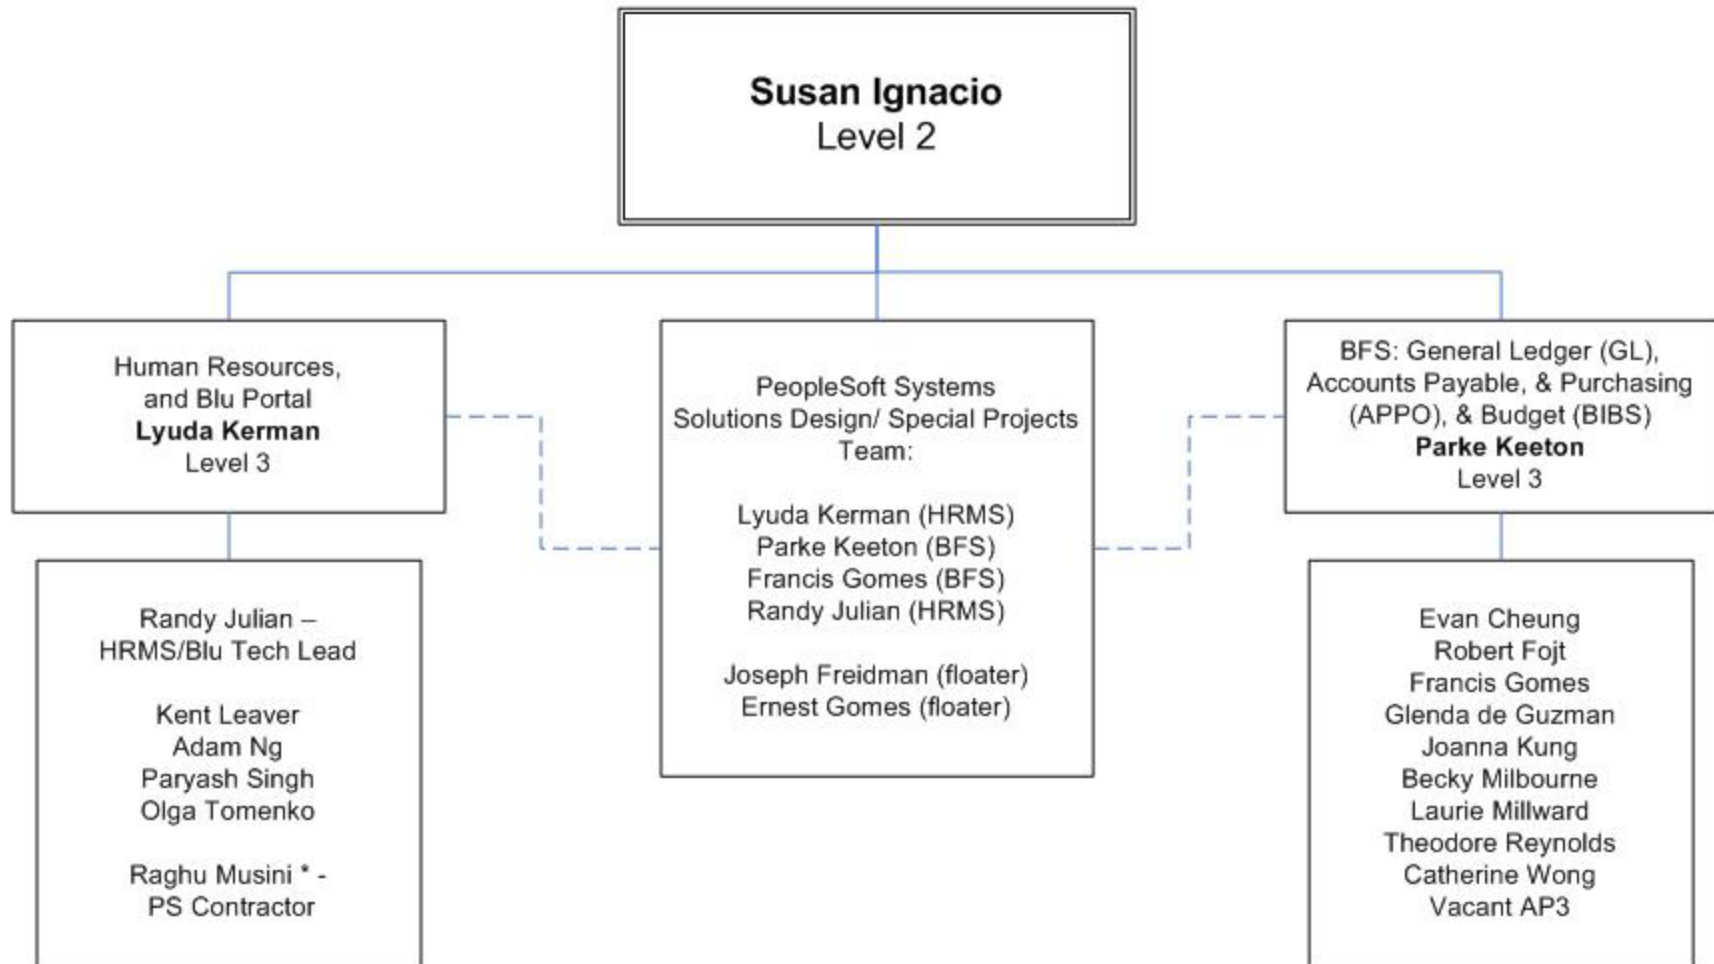 Susan Ignacio
Level 2
Human Resources,
and Blu Portal
Lyuda Kerman
Level 3
PeopleSoft Systems
Solutions Design/ Special Projects
Team:
Lyuda Kerman (HRMS)
Parke Keeton (BFS)
Francis Gomes (BFS)
Randy Julian (HRMS)
Joseph Freidman (floater)
Ernest Gomes (floater)
BFS: General Ledger (GL),
Accounts Payable, & Purchasing
(APPO), & Budget (BIBS)
Parke Keeton
Level 3
Randy Julian –
HRMS/Blu Tech Lead
Kent Leaver
Adam Ng
Paryash Singh
Olga Tomenko
Raghu Musini * -
PS Contractor
Evan Cheung
Robert Fojt
Francis Gomes
Glenda de Guzman
Joanna Kung
Becky Milbourne
Laurie Millward
Theodore Reynolds
Catherine Wong
Vacant AP3